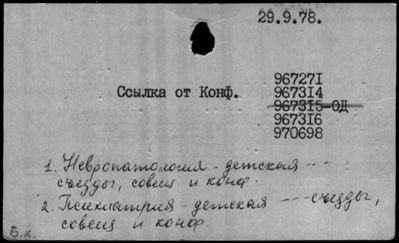 29.9.78.
967271
Ссылка от Конф. 967314
967315-ОД
967316
970698
1. Невропатология - детская ---
съезды, совещ и конф.
2. Психиатрия - детская --- съезды,
совещ и конф.
Б.к.